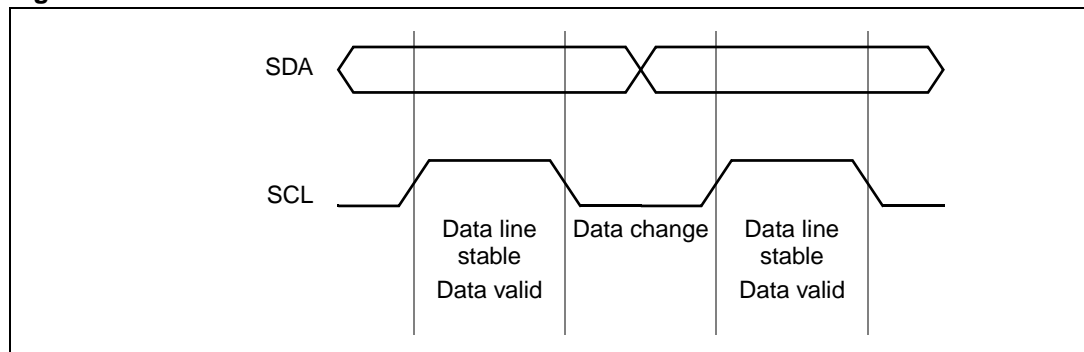 SDA
SCL
Data line
stable
Data valid
Data change
Data line
stable
Data valid